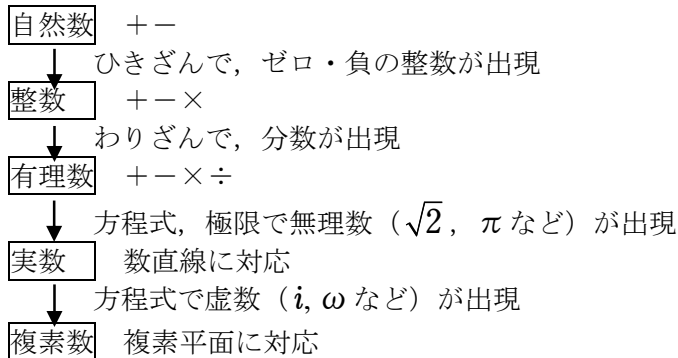 自然数 +-
ひきざんで，ゼロ・負の整数が出現
整数 +-×
わりざんで，分数が出現
有理数 +-×÷
方程式，極限で無理数（√2，πなど）が出現
実数 数直線に対応
方程式で虚数（i, ωなど）が出現
複素数 複素平面に対応